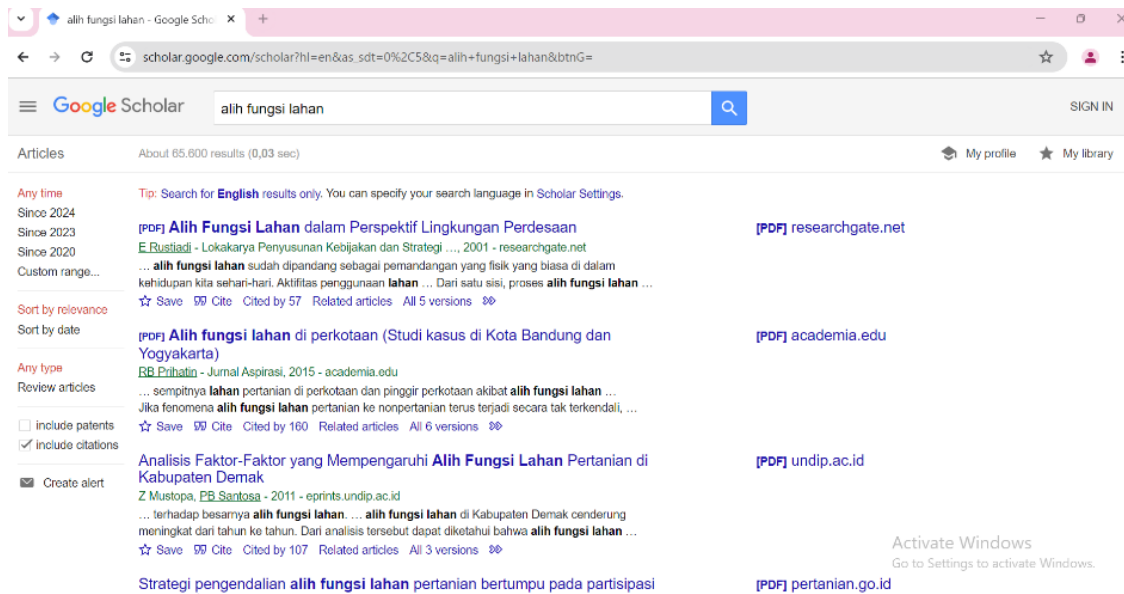 alih fungsi lahan - Google Scho
scholar.google.com/scholar?hl=en&as_sdt=0%2C5&q=alih+fungsi+lahan&btnG=
Google Scholar
alih fungsi lahan
SIGN IN
Articles
About 65.600 results (0,03 sec)
My profile
My library
Any time
Since 2024
Since 2023
Since 2020
Custom range...
Sort by relevance
Sort by date
Any type
Review articles
include patents
include citations
Create alert
Tip: Search for English results only. You can specify your search language in Scholar Settings.
[PDF] Alih Fungsi Lahan dalam Perspektif Lingkungan Perdesaan
E Rustiadi - Lokakarya Penyusunan Kebijakan dan Strategi …, 2001 - researchgate.net
… alih fungsi lahan sudah dipandang sebagai pemandangan yang fisik yang biasa di dalam
kehidupan kita sehari-hari. Aktifitas penggunaan lahan … Dari satu sisi, proses alih fungsi lahan …
Save Cite Cited by 57 Related articles All 5 versions
[PDF] researchgate.net
[PDF] Alih fungsi lahan di perkotaan (Studi kasus di Kota Bandung dan
Yogyakarta)
RB Prihatin - Jurnal Aspirasi, 2015 - academia.edu
… sempitnya lahan pertanian di perkotaan dan pinggir perkotaan akibat alih fungsi lahan …
Jika fenomena alih fungsi lahan pertanian ke nonpertanian terus terjadi secara tak terkendali, …
Save Cite Cited by 160 Related articles All 6 versions
[PDF] academia.edu
Analisis Faktor-Faktor yang Mempengaruhi Alih Fungsi Lahan Pertanian di
Kabupaten Demak
Z Mustopa, PB Santosa - 2011 - eprints.undip.ac.id
… terhadap besarnya alih fungsi lahan. … alih fungsi lahan di Kabupaten Demak cenderung
meningkat dari tahun ke tahun. Dari analisis tersebut dapat diketahui bahwa alih fungsi lahan …
Save Cite Cited by 107 Related articles All 3 versions
[PDF] undip.ac.id
Strategi pengendalian alih fungsi lahan pertanian bertumpu pada partisipasi
[PDF] pertanian.go.id
Activate Windows
Go to Settings to activate Windows.